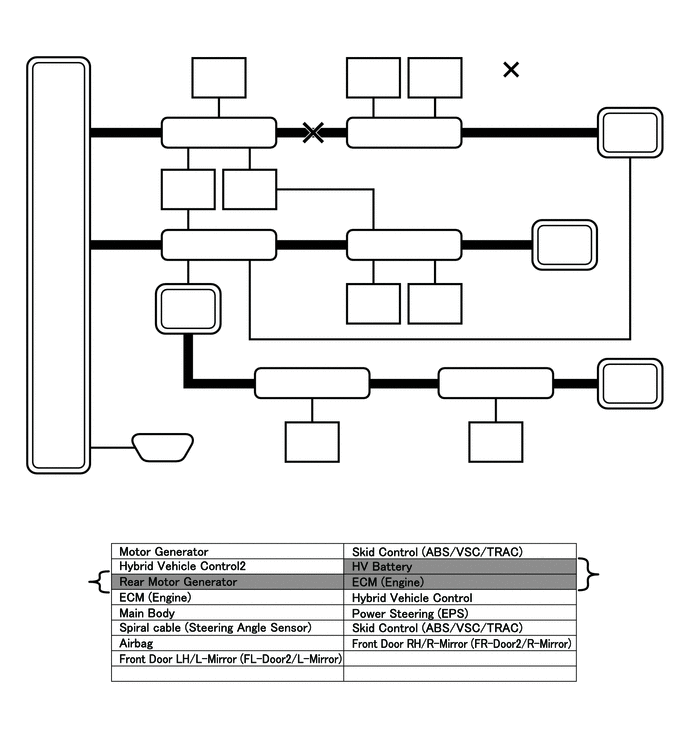 Motor Generator Skid Control (ABS/VSC/TRAC)
Hybrid Vehicle Control2 HV Battery
Rear Motor Generator ECM (Engine)
ECM (Engine) Hybrid Vehicle Control
Main Body Power Steering (EPS)
Spiral cable (Steering Angle Sensor) Skid Control (ABS/VSC/TRAC)
Airbag Front Door RH/R-Mirror (FR-Door2/R-Mirror)
Front Door LH/L-Mirror (FL-Door2/L-Mirror)